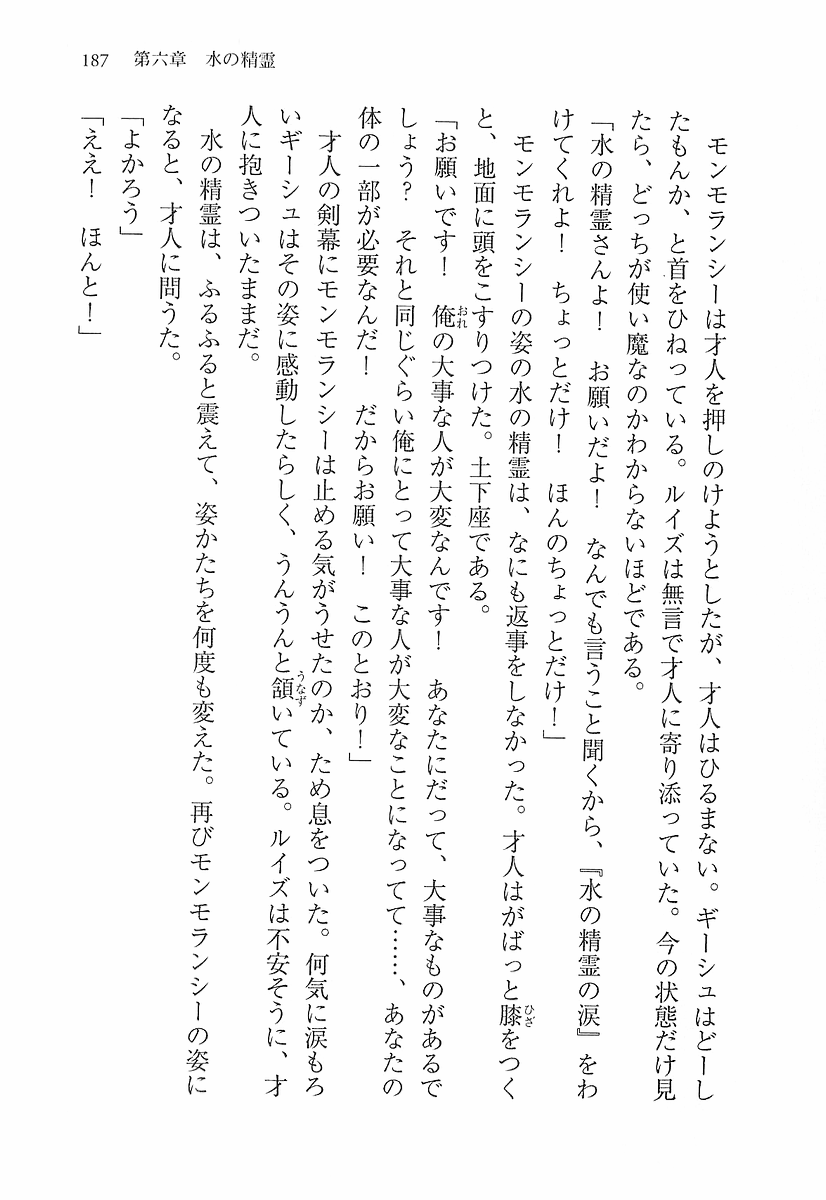 187　第六章　水の精霊
　モンモランシーは才人を押しのけようとしたが、才人はひるまない。ギーシュはどーし
たもんか、と首をひねっている。ルイズは無言で才人に寄り添っていた。今の状態だけ見
たら、どっちが使い魔なのかわからないほどである。
「水の精霊さんよ！　お願いだよ！　なんでも言うこと聞くから、『水の精霊の涙』をわ
けてくれよ！　ちょっとだけ！　ほんのちょっとだけ！」
　モンモランシーの姿の水の精霊は、なにも返事をしなかった。才人はがばっと膝をつく
と、地面に頭をこすりつけた。土下座である。
「お願いです！　俺の大事な人が大変なんです！　あなたにだって、大事なものがあるで
しょう？　それと同じぐらい俺にとって大事な人が大変なことになってて……、あなたの
体の一部が必要なんだ！　だからお願い！　このとおり！」
　才人の剣幕にモンモランシーは止める気がうせたのか、ため息をついた。何気に涙もろ
いギーシュはその姿に感動したらしく、うんうんと頷いている。ルイズは不安そうに、才
人に抱きついたままだ。
　水の精霊は、ふるふると震えて、姿かたちを何度も変えた。再びモンモランシーの姿に
なると、才人に問うた。
「よかろう」
「ええ！　ほんと！」